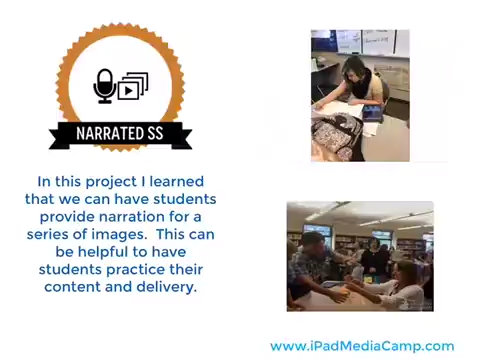 NARRATED SS
In this project I learned
that we can have students
provide narration for a
series of images.  This can
be helpful to have
students practice their
content and delivery.
www.iPadMediaCamp.com